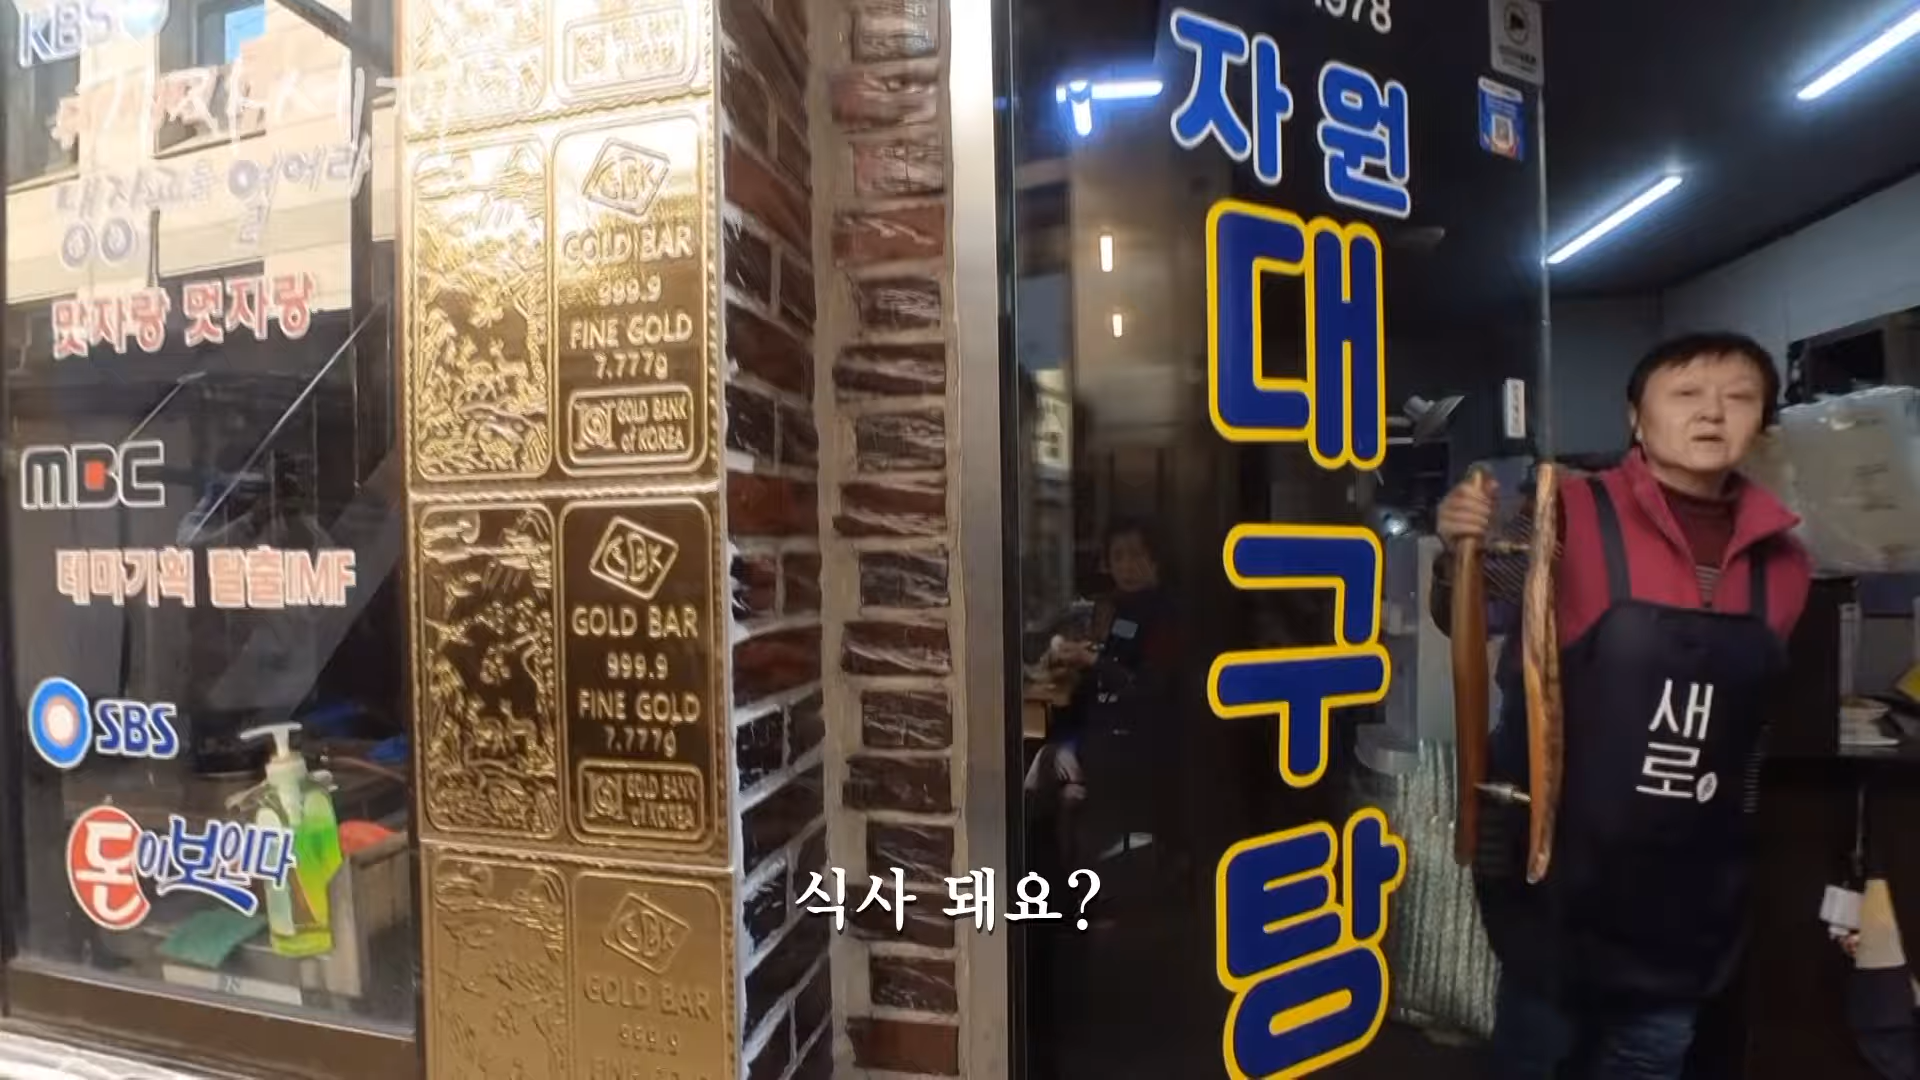 KBS
맛자랑 멋자랑
MBC
테마기획 탈출IMF
SBS
돈이보인다
GBK
GOLD BAR
999.9
FINE GOLD
7.777g
GOLD BANK
of KOREA
GBK
GOLD BAR
999.9
FINE GOLD
7.777g
GOLD BANK
of KOREA
GBK
GOLD BAR
999.9
자원
대구탕
새로
식사 돼요?